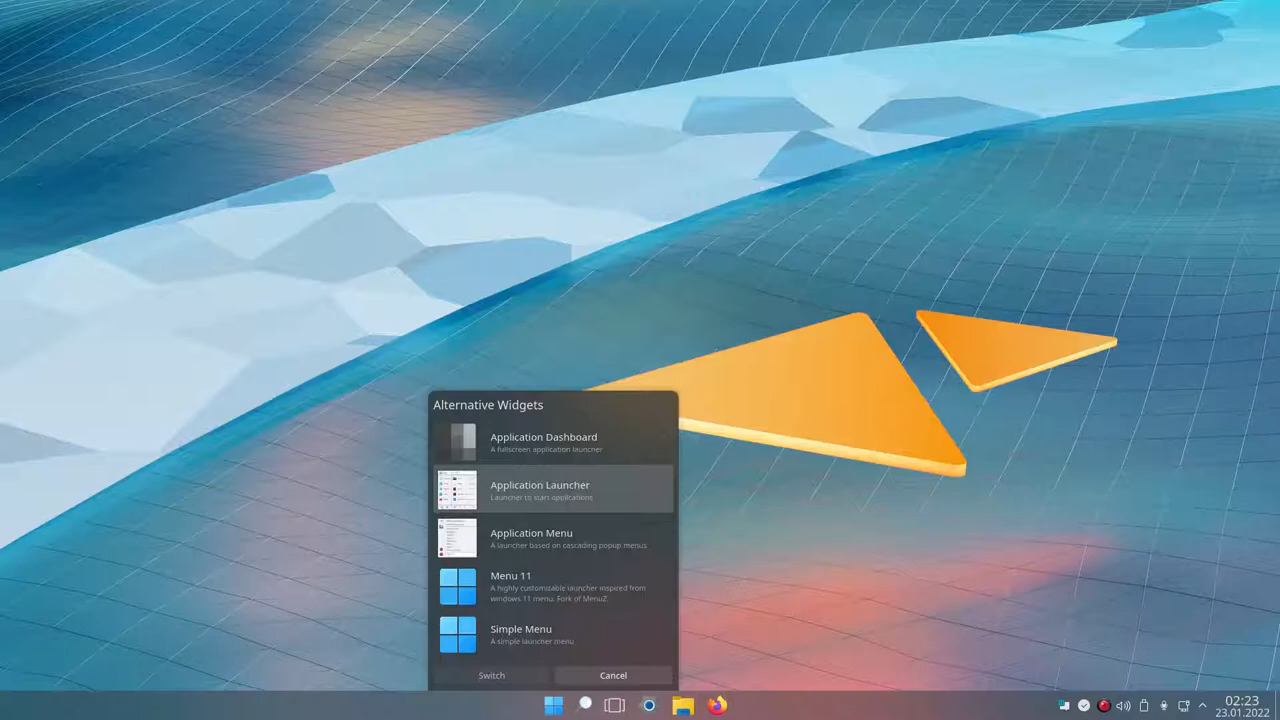 Alternative Widgets
Application Dashboard
A fullscreen application launcher
Application Launcher
Launcher to start applications
Application Menu
A launcher based on cascading popup menus
Menu 11
A highly customizable launcher inspired from
windows 11 menu. Fork of MenuZ.
Simple Menu
A simple launcher menu
Switch
Cancel
02:23
23.01.2022